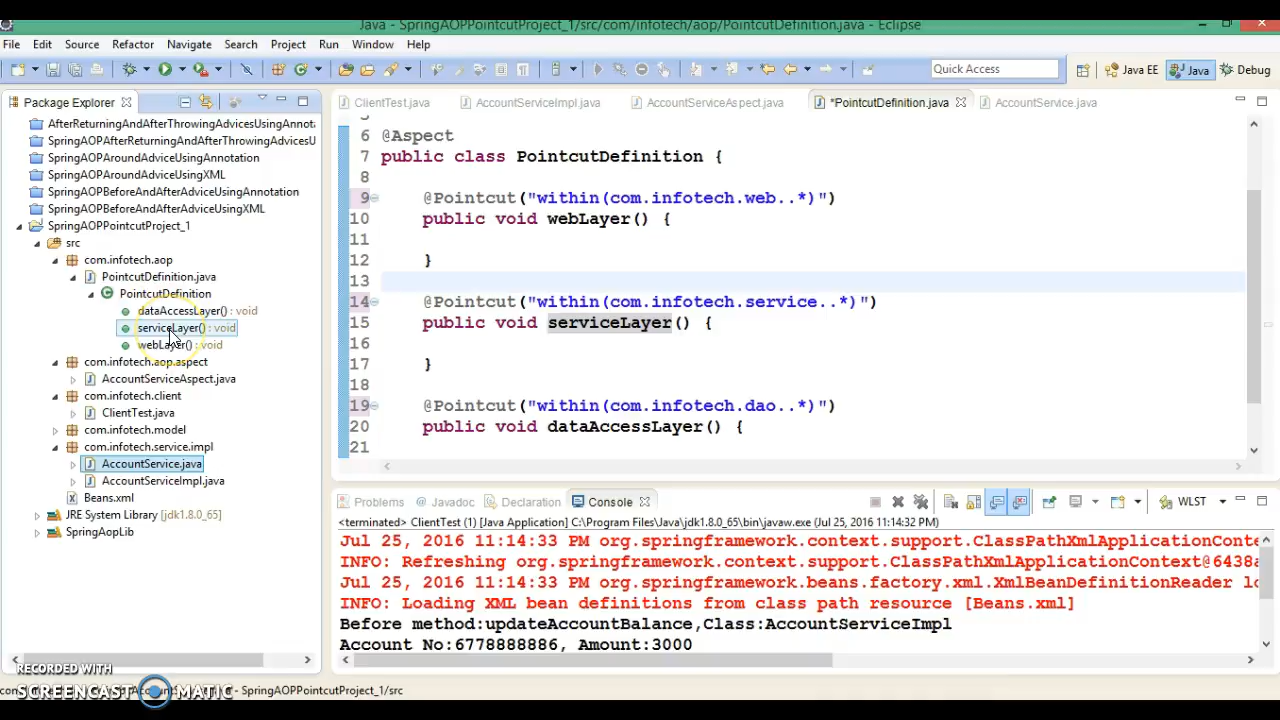 Java - SpringAOPPointcutProject_1/src/com/infotech/aop/PointcutDefinition.java - Eclipse
File Edit Source Refactor Navigate Search Project Run Window Help
Quick Access Java EE Java Debug
Package Explorer
AfterReturningAndAfterThrowingAdvicesUsingAnnot
SpringAOPAfterReturningAndAfterThrowingAdvicesU
SpringAOPAroundAdviceUsingAnnotation
SpringAOPAroundAdviceUsingXML
SpringAOPBeforeAndAfterAdviceUsingAnnotation
SpringAOPBeforeAndAfterAdviceUsingXML
SpringAOPPointcutProject_1
src
com.infotech.aop
PointcutDefinition.java
PointcutDefinition
dataAccessLayer() : void
serviceLayer() : void
webLayer() : void
com.infotech.aop.aspect
AccountServiceAspect.java
com.infotech.client
ClientTest.java
com.infotech.model
com.infotech.service.impl
AccountService.java
AccountServiceImpl.java
Beans.xml
JRE System Library [jdk1.8.0_65]
SpringAopLib
ClientTest.java AccountServiceImpl.java AccountServiceAspect.java *PointcutDefinition.java AccountService.java
5
6 @Aspect
7 public class PointcutDefinition {
8
9 @Pointcut("within(com.infotech.web..*)")
10 public void webLayer() {
11
12 }
13
14 @Pointcut("within(com.infotech.service..*)")
15 public void serviceLayer() {
16
17 }
18
19 @Pointcut("within(com.infotech.dao..*)")
20 public void dataAccessLayer() {
21
Problems Javadoc Declaration Console WLST
<terminated> ClientTest (1) [Java Application] C:\Program Files\Java\jdk1.8.0_65\bin\javaw.exe (Jul 25, 2016 11:14:32 PM)
Jul 25, 2016 11:14:33 PM org.springframework.context.support.ClassPathXmlApplicationConte
INFO: Refreshing org.springframework.context.support.ClassPathXmlApplicationContext@6438a
Jul 25, 2016 11:14:33 PM org.springframework.beans.factory.xml.XmlBeanDefinitionReader lo
INFO: Loading XML bean definitions from class path resource [Beans.xml]
Before method:updateAccountBalance,Class:AccountServiceImpl
Account No:6778888886, Amount:3000
RECORDED WITH
SCREENCAST MATIC
- SpringAOPPointcutProject_1/src